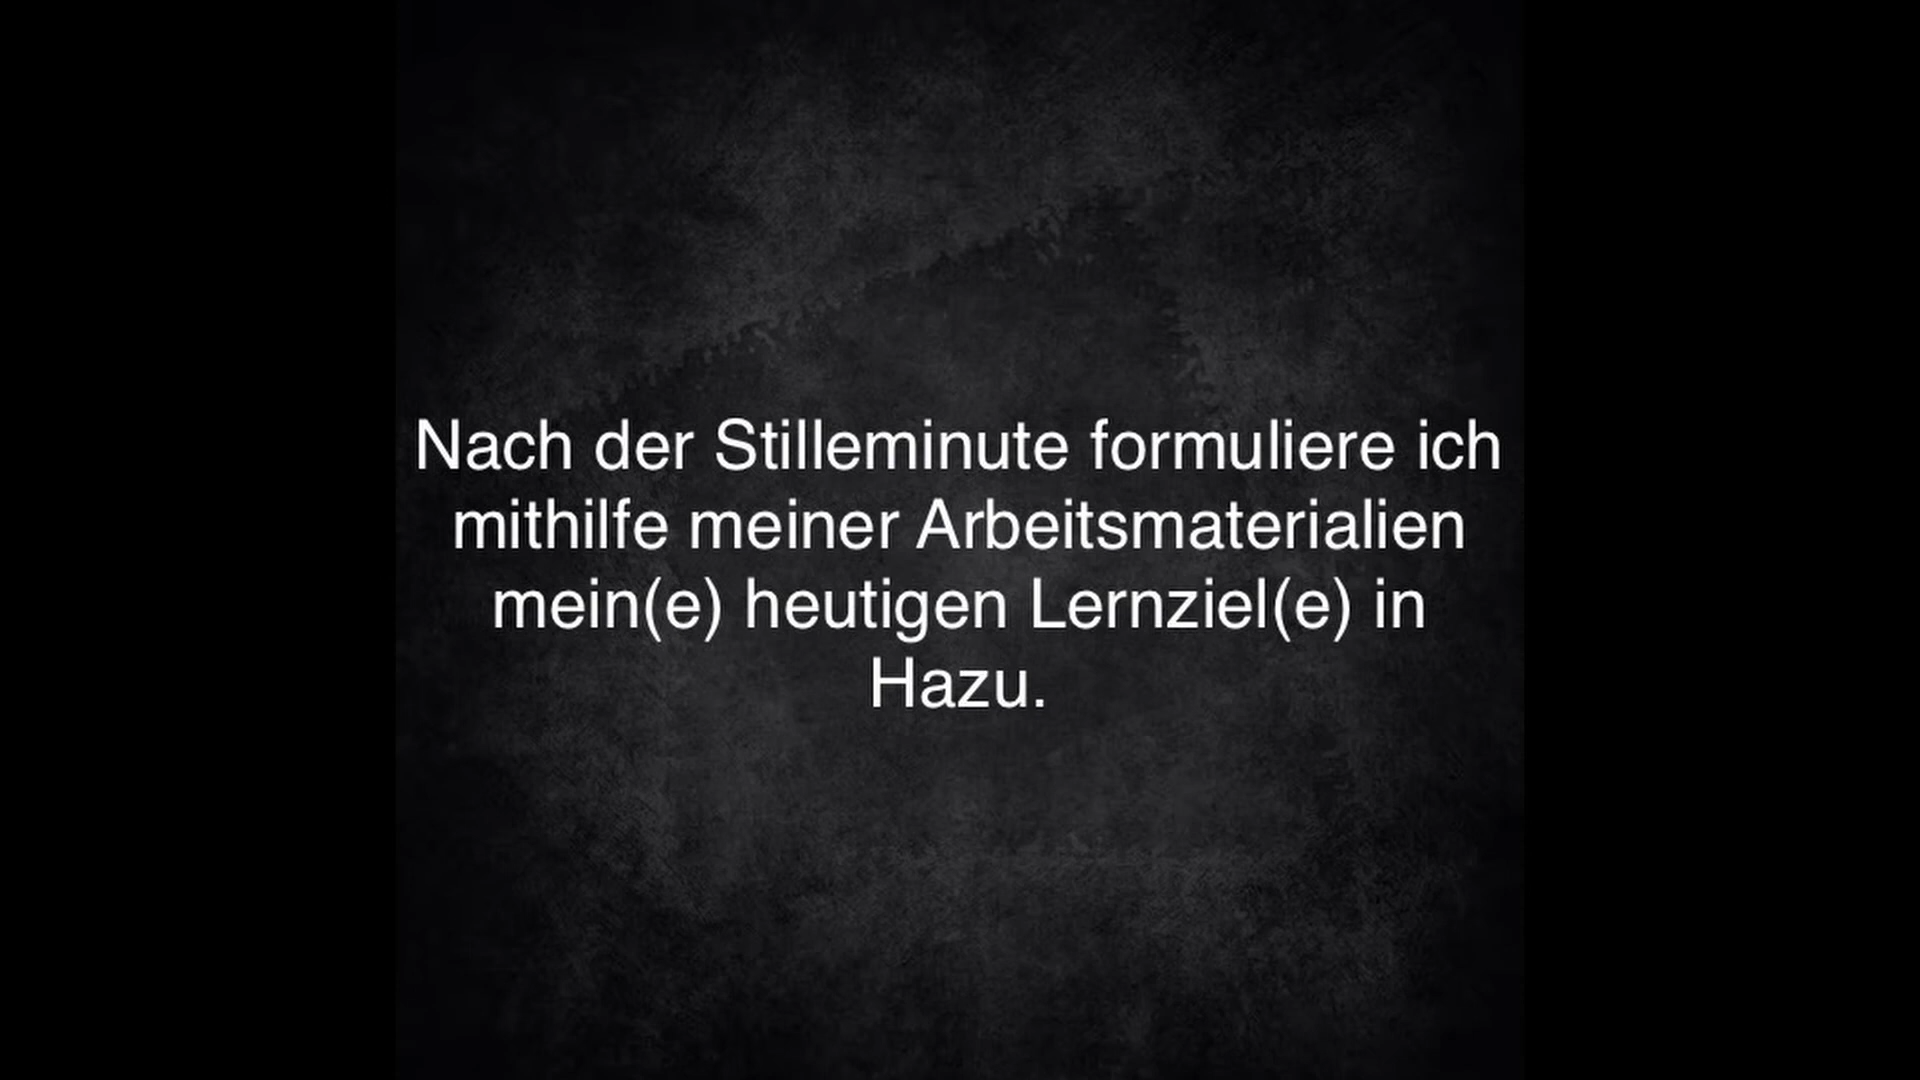 Nach der Stilleminute formuliere ich
mithilfe meiner Arbeitsmaterialien
mein(e) heutigen Lernziel(e) in
Hazu.